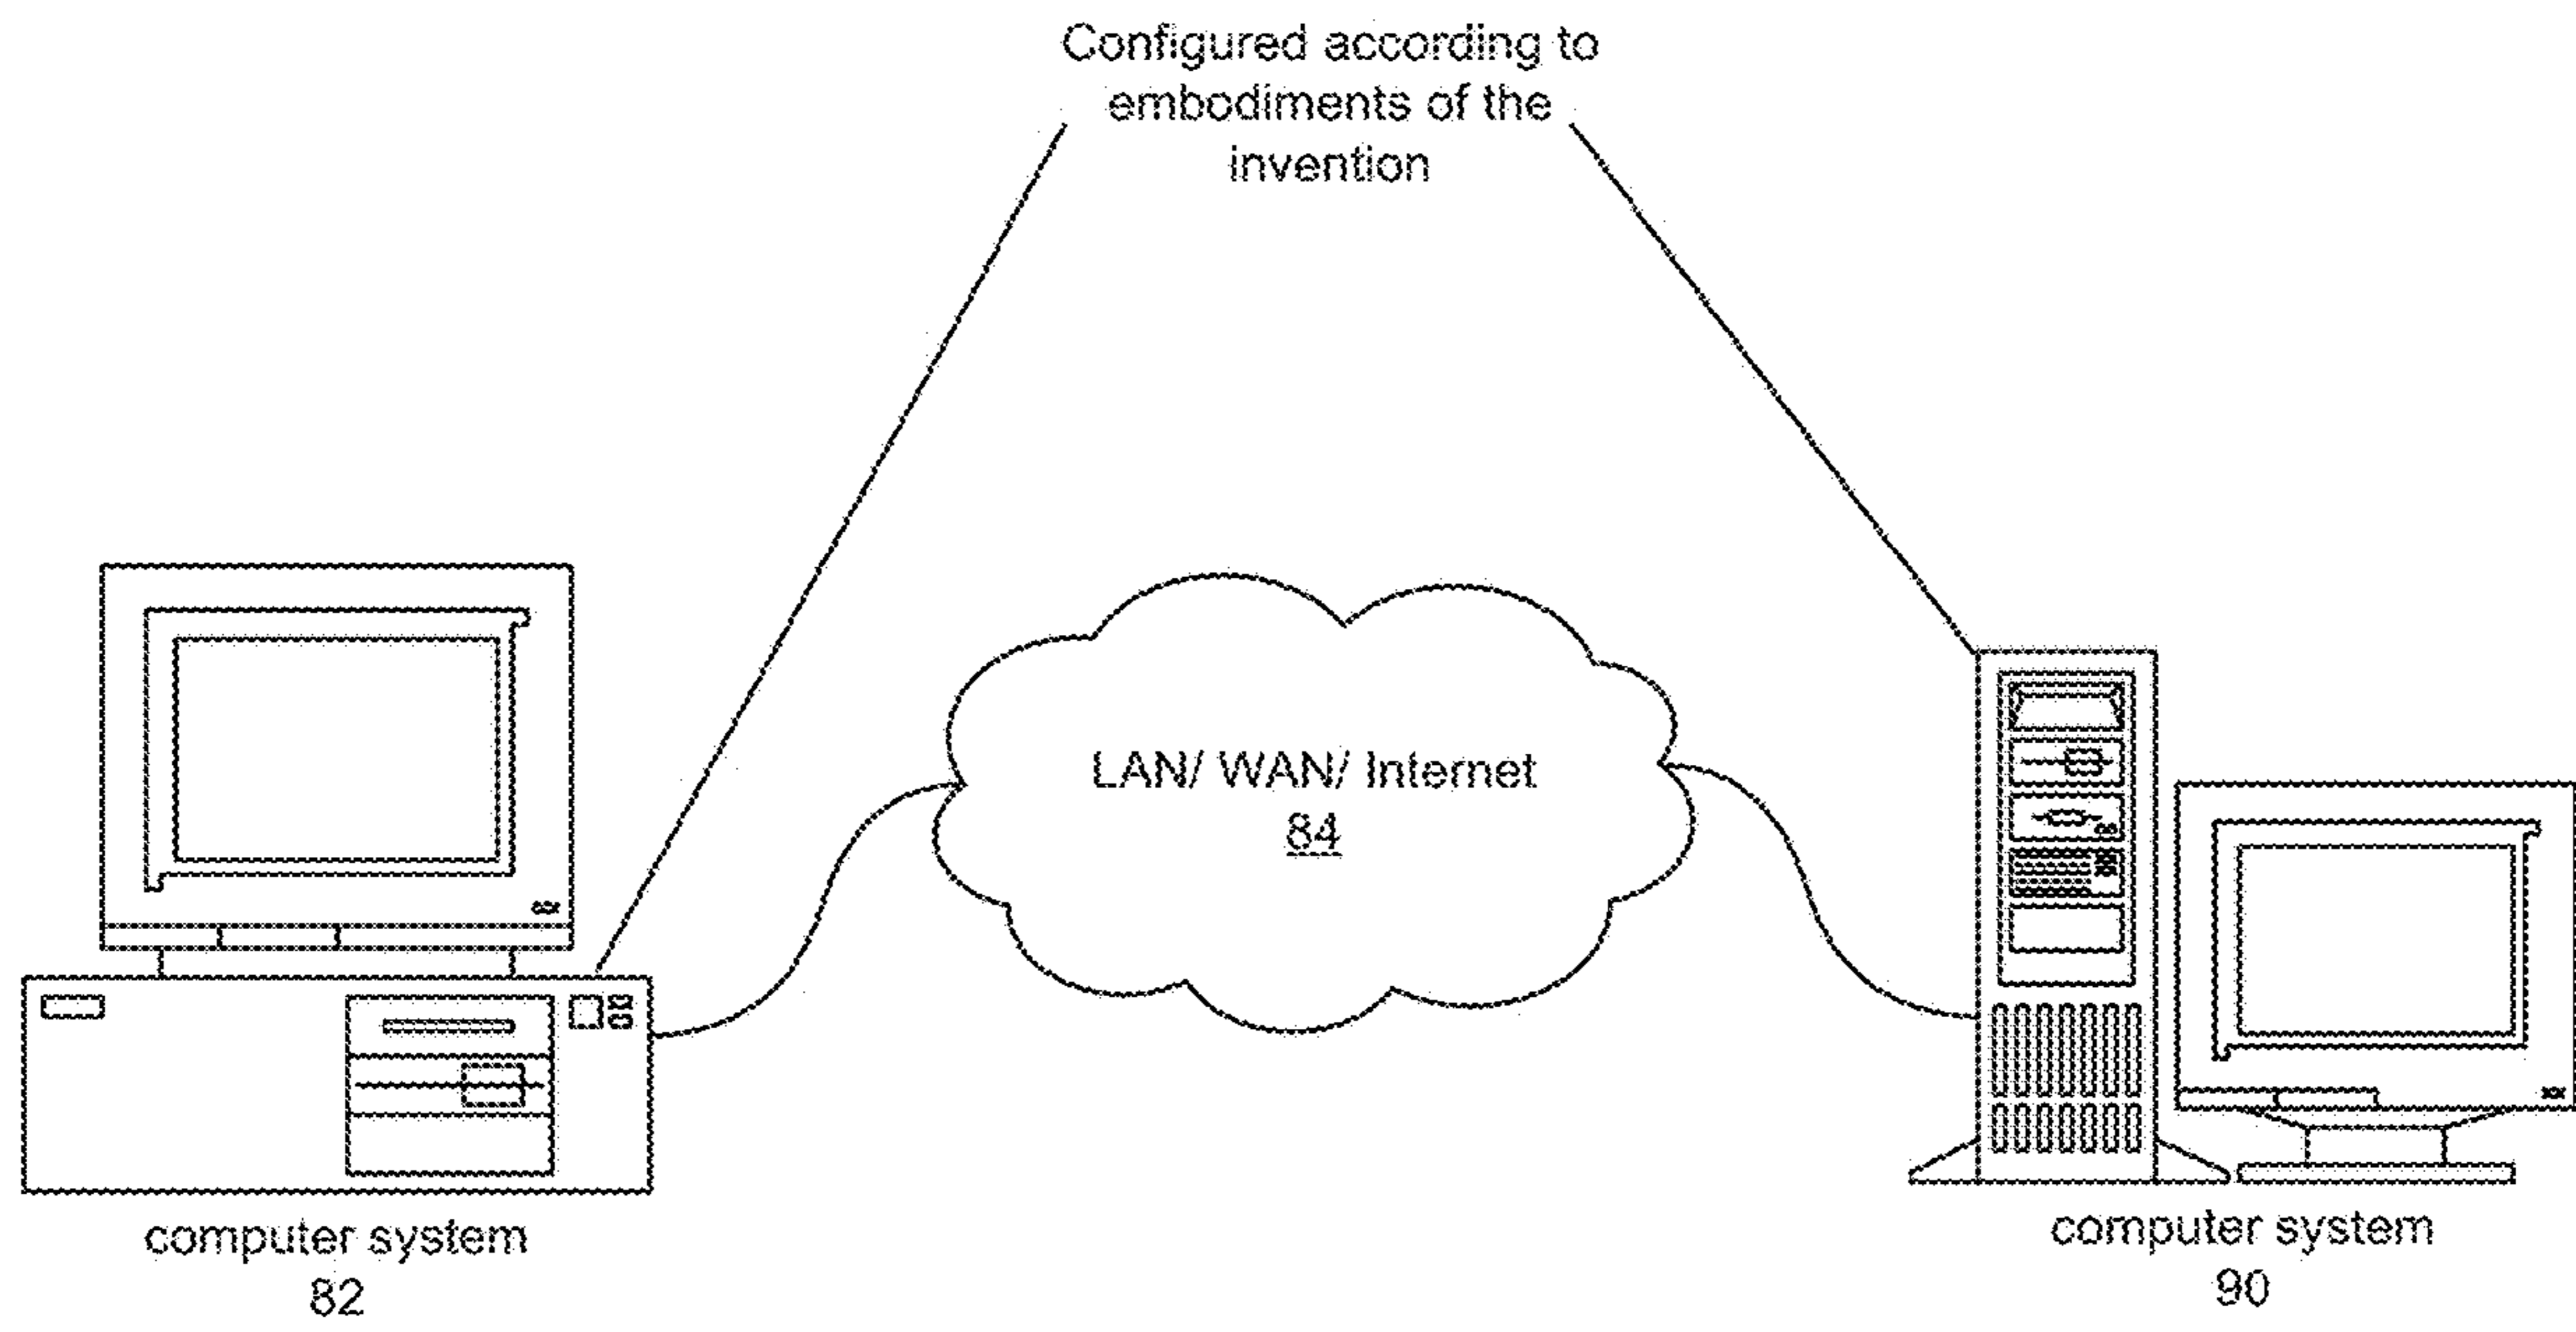 Configured according to
embodiments of the
invention
LAN/ WAN/ Internet
84
computer system
82
computer system
90